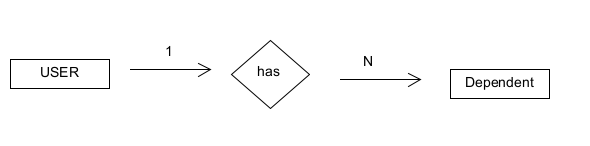 USER
1
has
N
Dependent